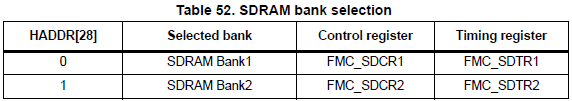 Table 52. SDRAM bank selection
HADDR[28] Selected bank Control register Timing register
0 SDRAM Bank1 FMC_SDCR1 FMC_SDTR1
1 SDRAM Bank2 FMC_SDCR2 FMC_SDTR2